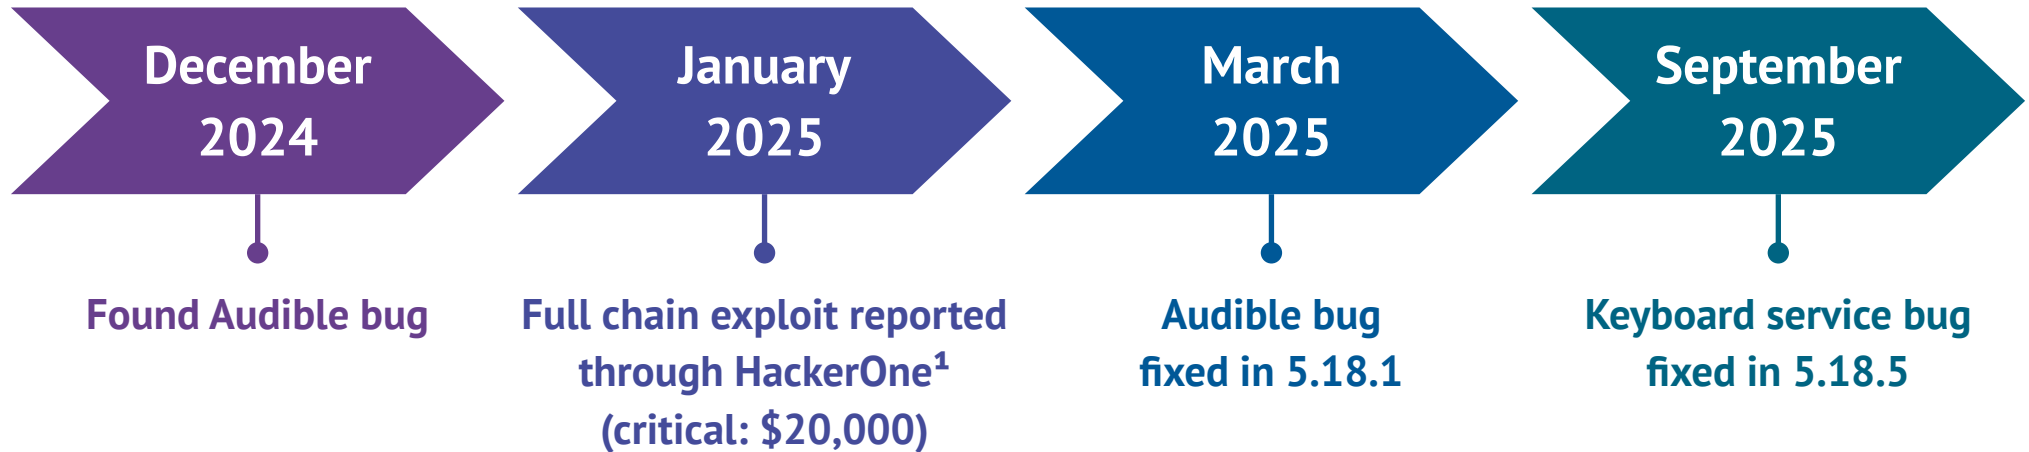 December
2024
Found Audible bug
January
2025
Full chain exploit reported
through HackerOne¹
(critical: $20,000)
March
2025
Audible bug
fixed in 5.18.1
September
2025
Keyboard service bug
fixed in 5.18.5